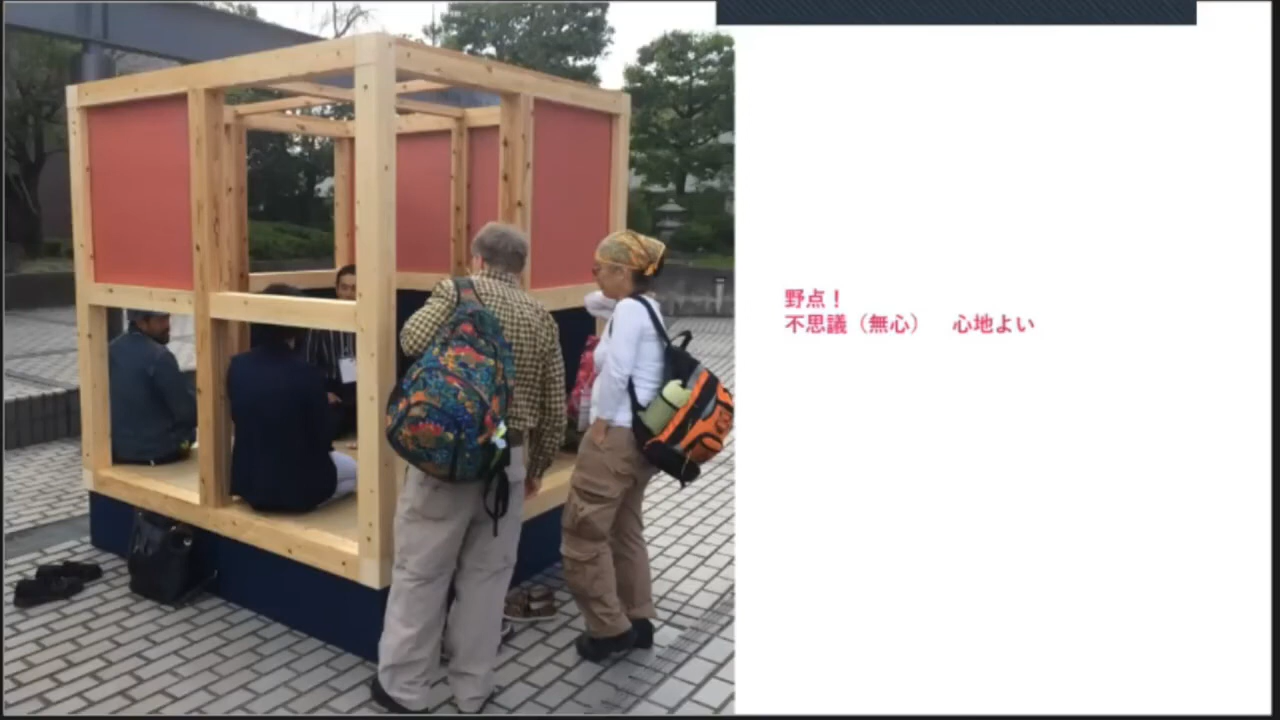 野点！
不思議（無心）　心地よい